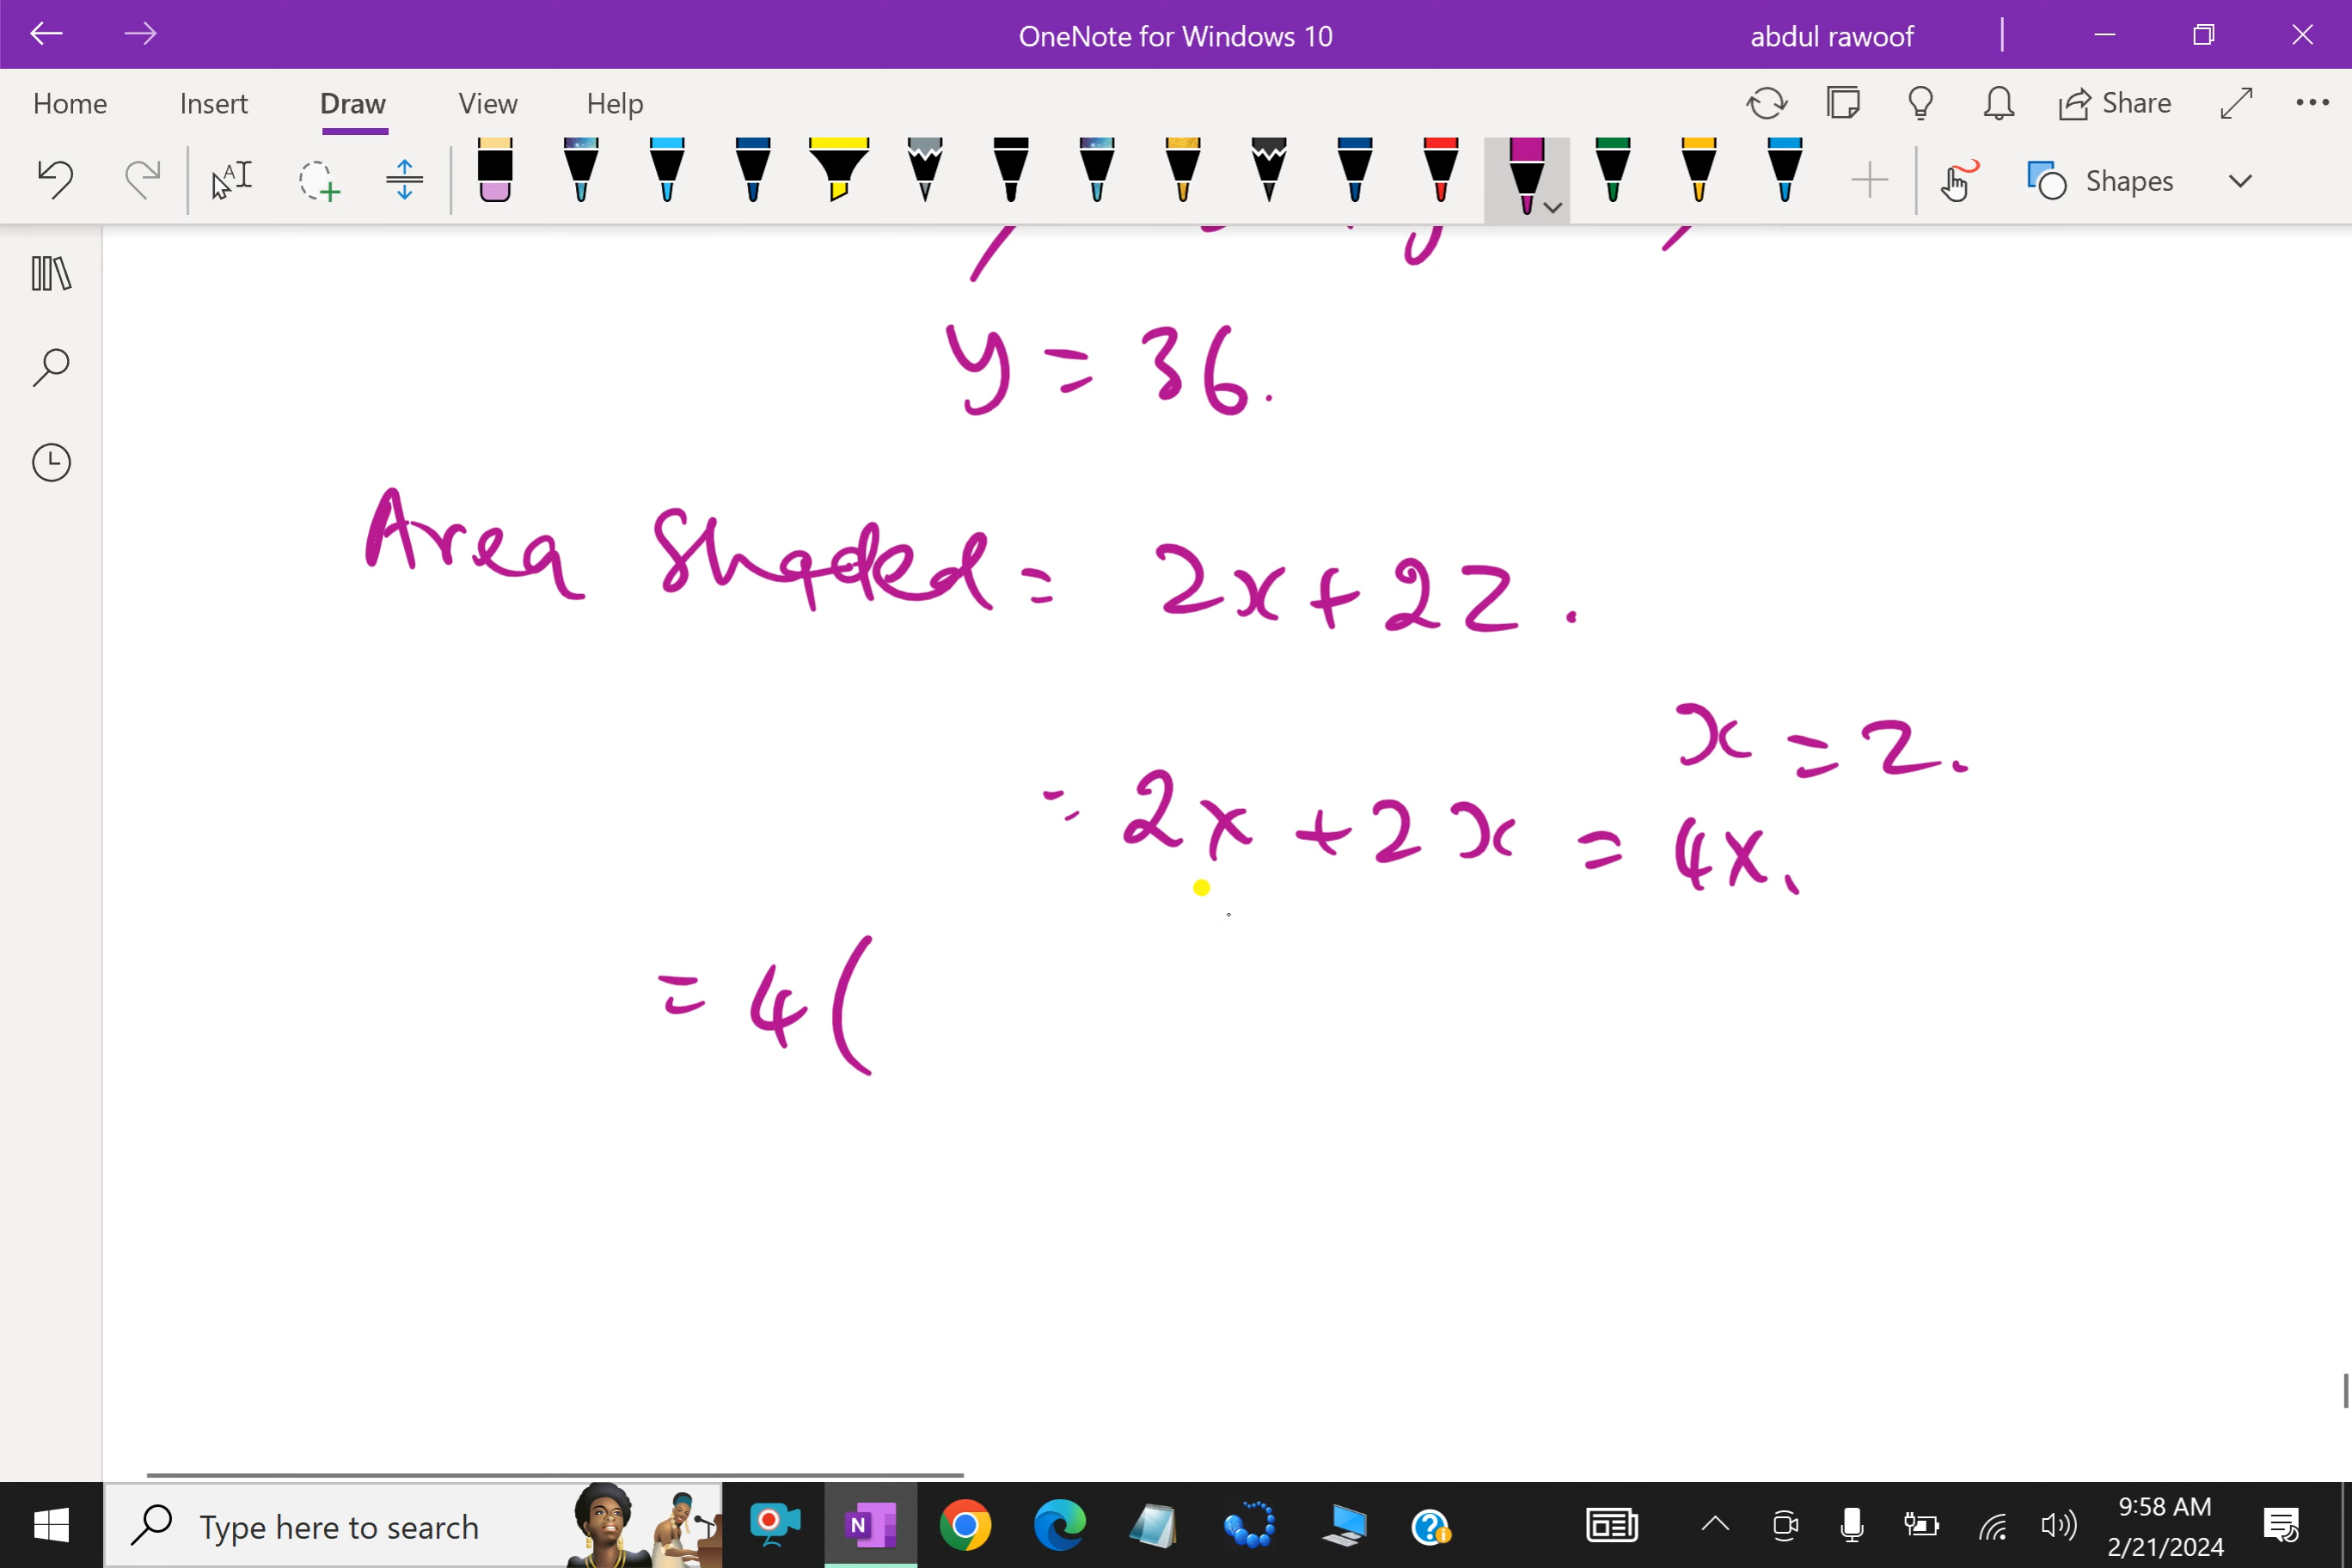 OneNote for Windows 10
abdul rawoof
Home Insert Draw View Help
Share
Shapes
y = 36.
Area Shaded = 2x + 2z.
x = z.
= 2x + 2x = 4x.
= 4(
Type here to search
N
9:58 AM
2/21/2024